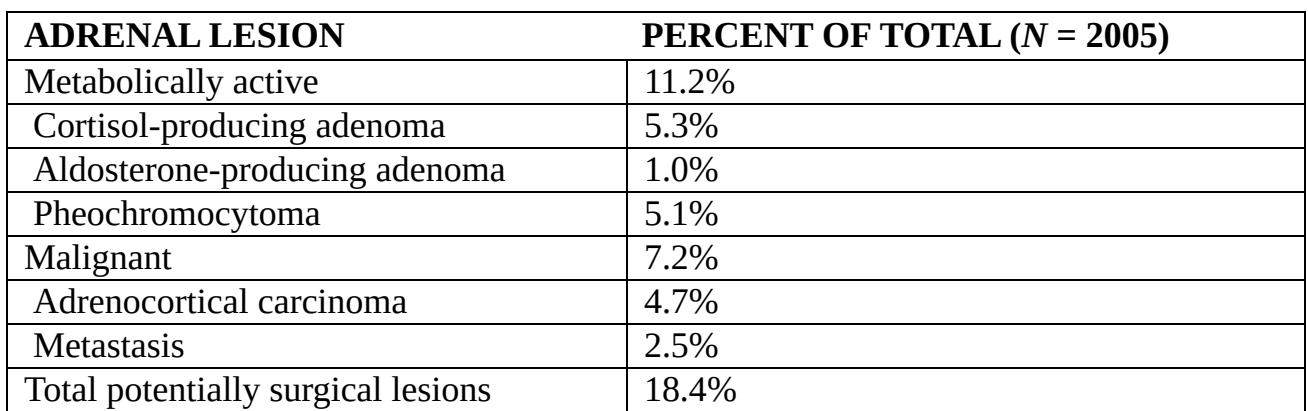 ADRENAL LESION PERCENT OF TOTAL (N = 2005)
Metabolically active 11.2%
Cortisol-producing adenoma 5.3%
Aldosterone-producing adenoma 1.0%
Pheochromocytoma 5.1%
Malignant 7.2%
Adrenocortical carcinoma 4.7%
Metastasis 2.5%
Total potentially surgical lesions 18.4%